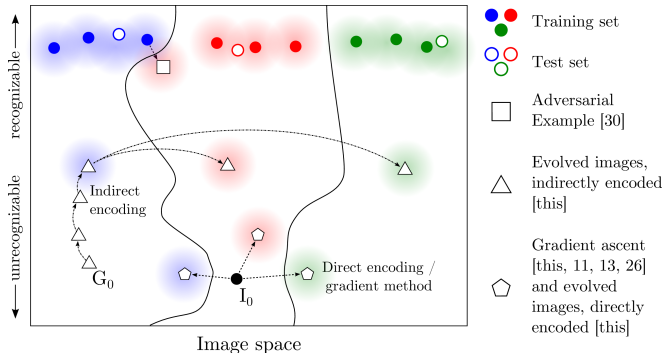 unrecognizable
recognizable
Indirect
encoding
G₀
I₀
Direct encoding /
gradient method
Image space
Training set
Test set
Adversarial
Example [30]
Evolved images,
indirectly encoded
[this]
Gradient ascent
[this, 11, 13, 26]
and evolved
images, directly
encoded [this]